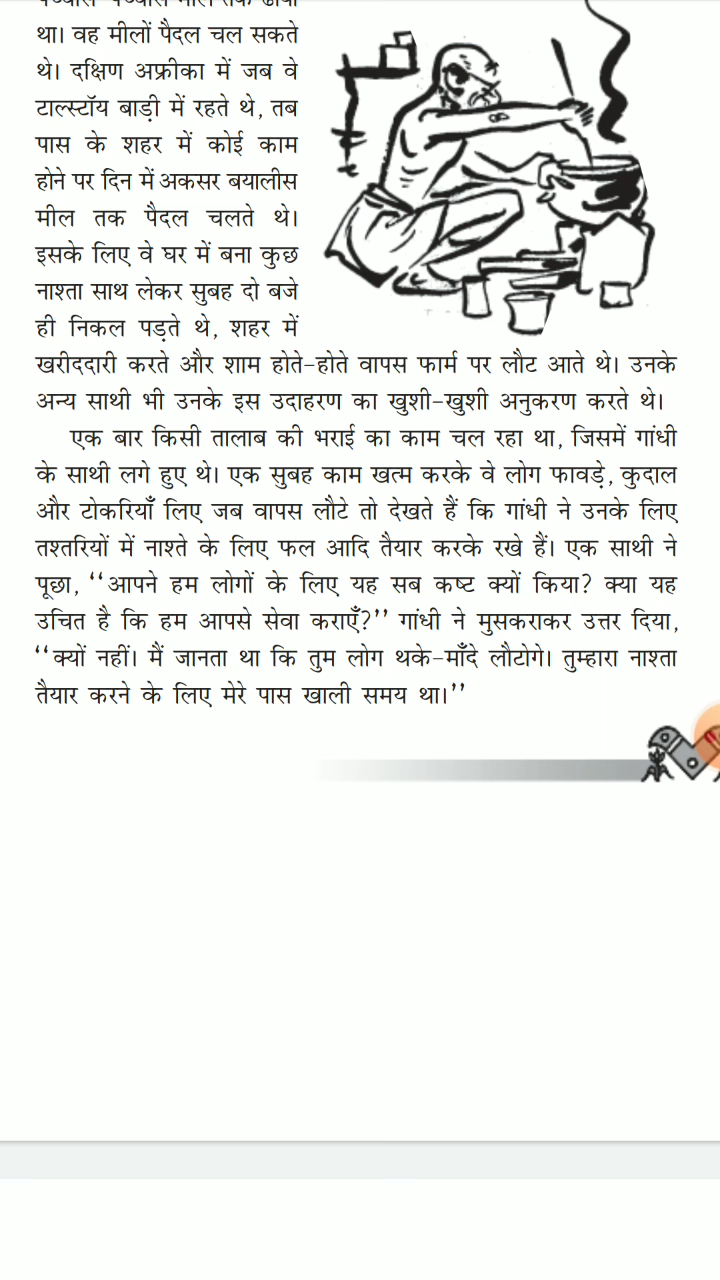 था। वह मीलों पैदल चल सकते
थे। दक्षिण अफ्रीका में जब वे
टाल्स्टॉय बाड़ी में रहते थे, तब
पास के शहर में कोई काम
होने पर दिन में अकसर बयालीस
मील तक पैदल चलते थे।
इसके लिए वे घर में बना कुछ
नाश्ता साथ लेकर सुबह दो बजे
ही निकल पड़ते थे, शहर में
खरीददारी करते और शाम होते-होते वापस फार्म पर लौट आते थे। उनके
अन्य साथी भी उनके इस उदाहरण का खुशी-खुशी अनुकरण करते थे।
एक बार किसी तालाब की भराई का काम चल रहा था, जिसमें गांधी
के साथी लगे हुए थे। एक सुबह काम खत्म करके वे लोग फावड़े, कुदाल
और टोकरियाँ लिए जब वापस लौटे तो देखते हैं कि गांधी ने उनके लिए
तश्तरियों में नाश्ते के लिए फल आदि तैयार करके रखे हैं। एक साथी ने
पूछा, ‘‘आपने हम लोगों के लिए यह सब कष्ट क्यों किया? क्या यह
उचित है कि हम आपसे सेवा कराएँ?’’ गांधी ने मुसकराकर उत्तर दिया,
‘‘क्यों नहीं। मैं जानता था कि तुम लोग थके-माँदे लौटोगे। तुम्हारा नाश्ता
तैयार करने के लिए मेरे पास खाली समय था।’’